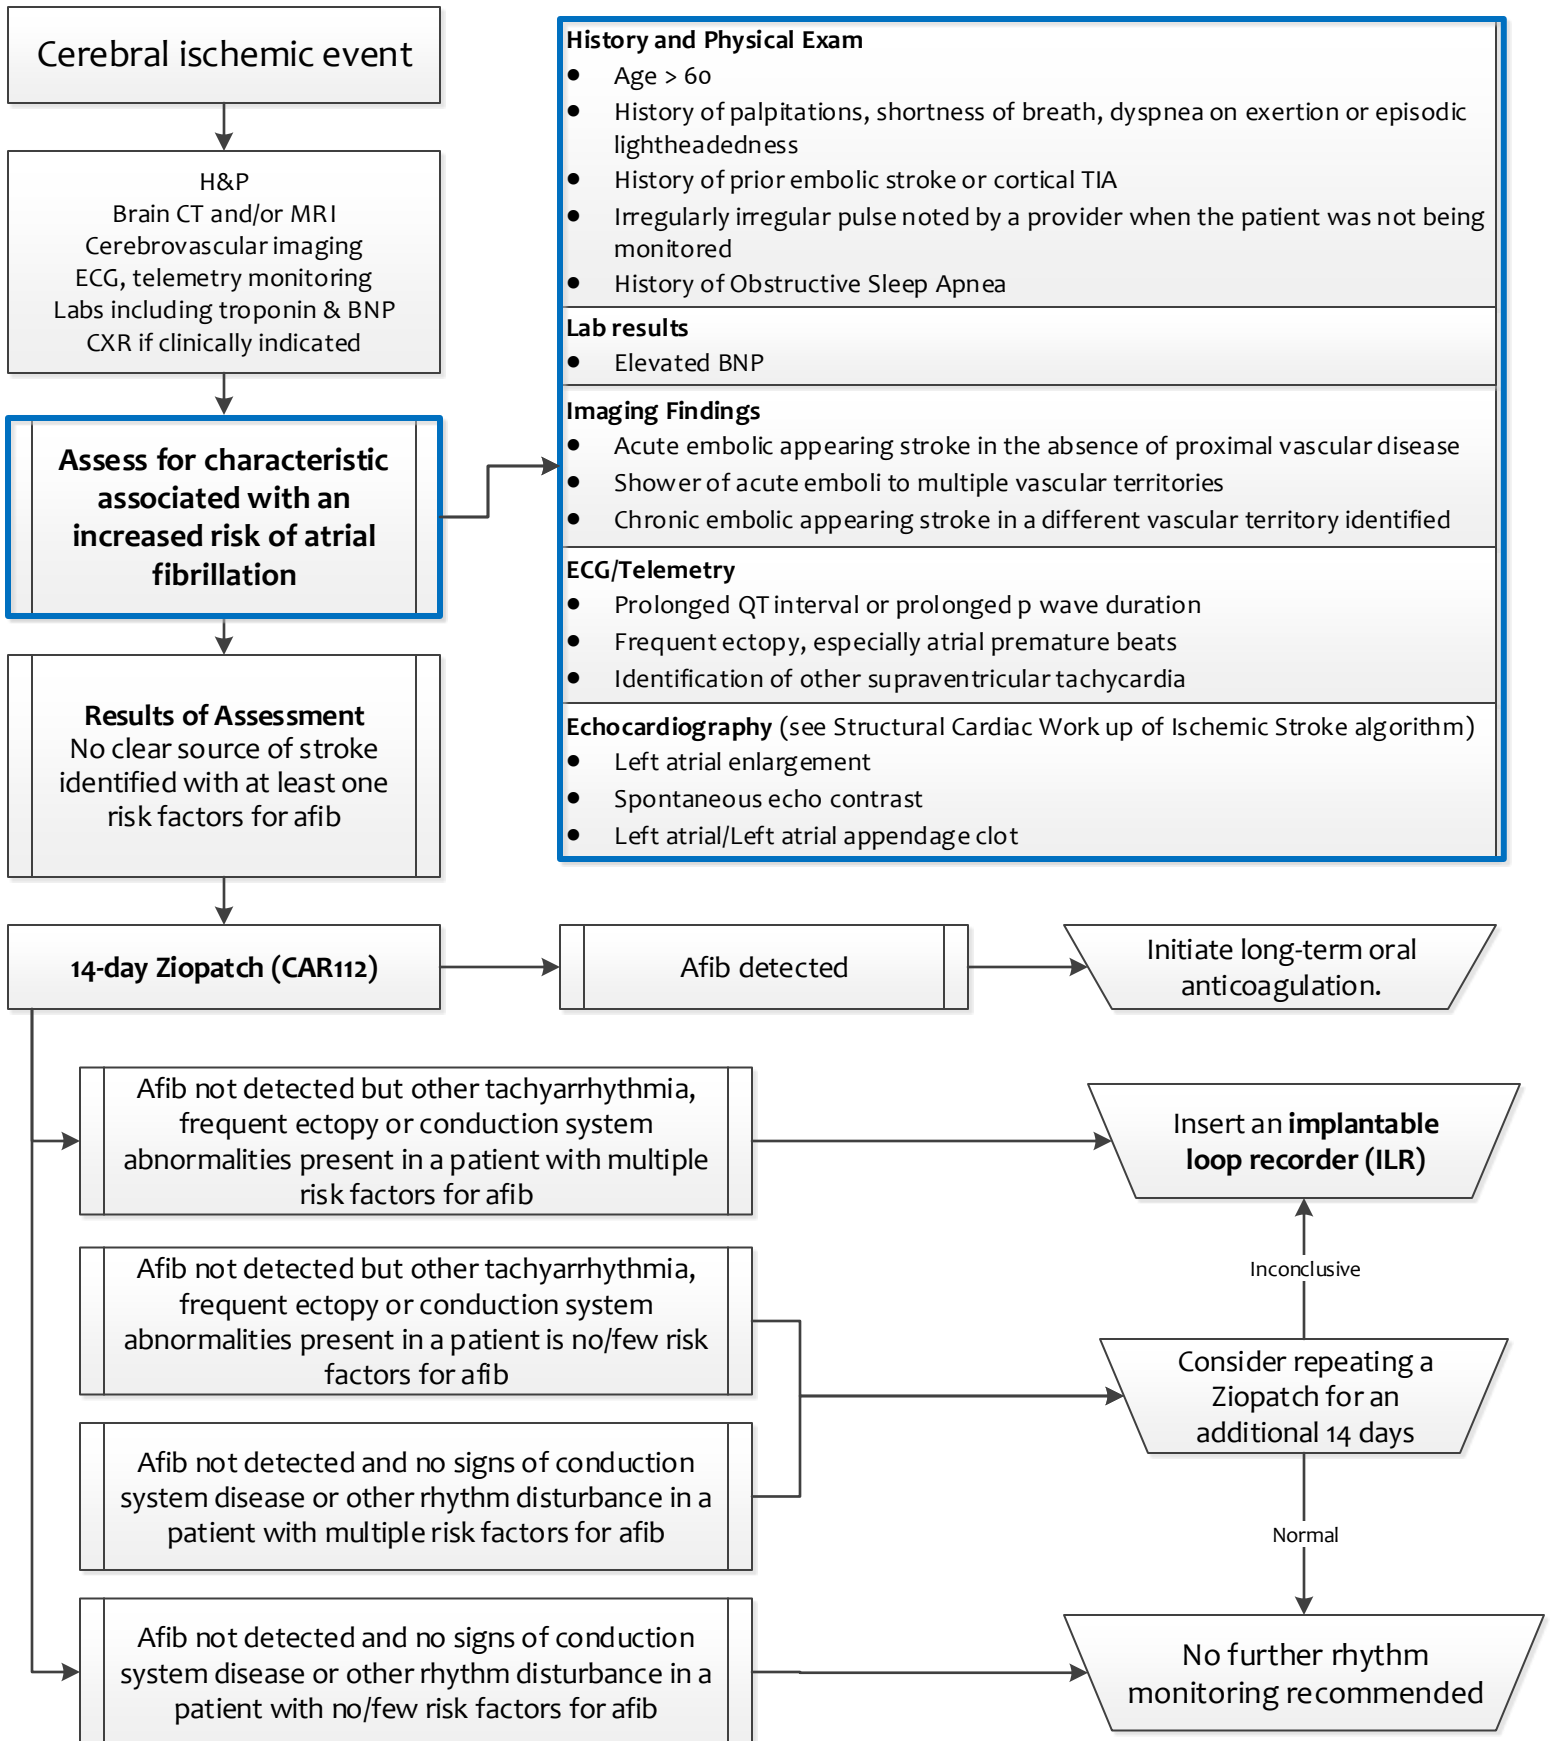 Cerebral ischemic event
H&P
Brain CT and/or MRI
Cerebrovascular imaging
ECG, telemetry monitoring
Labs including troponin & BNP
CXR if clinically indicated
Assess for characteristic
associated with an
increased risk of atrial
fibrillation
History and Physical Exam
● Age > 60
● History of palpitations, shortness of breath, dyspnea on exertion or episodic
lightheadedness
● History of prior embolic stroke or cortical TIA
● Irregularly irregular pulse noted by a provider when the patient was not being
monitored
● History of Obstructive Sleep Apnea
Lab results
● Elevated BNP
Imaging Findings
● Acute embolic appearing stroke in the absence of proximal vascular disease
● Shower of acute emboli to multiple vascular territories
● Chronic embolic appearing stroke in a different vascular territory identified
ECG/Telemetry
● Prolonged QT interval or prolonged p wave duration
● Frequent ectopy, especially atrial premature beats
● Identification of other supraventricular tachycardia
Echocardiography (see Structural Cardiac Work up of Ischemic Stroke algorithm)
● Left atrial enlargement
● Spontaneous echo contrast
● Left atrial/Left atrial appendage clot
Results of Assessment
No clear source of stroke
identified with at least one
risk factors for afib
14-day Ziopatch (CAR112)
Afib detected
Initiate long-term oral
anticoagulation.
Afib not detected but other tachyarrhythmia,
frequent ectopy or conduction system
abnormalities present in a patient with multiple
risk factors for afib
Insert an implantable
loop recorder (ILR)
Inconclusive
Afib not detected but other tachyarrhythmia,
frequent ectopy or conduction system
abnormalities present in a patient is no/few risk
factors for afib
Consider repeating a
Ziopatch for an
additional 14 days
Afib not detected and no signs of conduction
system disease or other rhythm disturbance in a
patient with multiple risk factors for afib
Normal
Afib not detected and no signs of conduction
system disease or other rhythm disturbance in a
patient with no/few risk factors for afib
No further rhythm
monitoring recommended